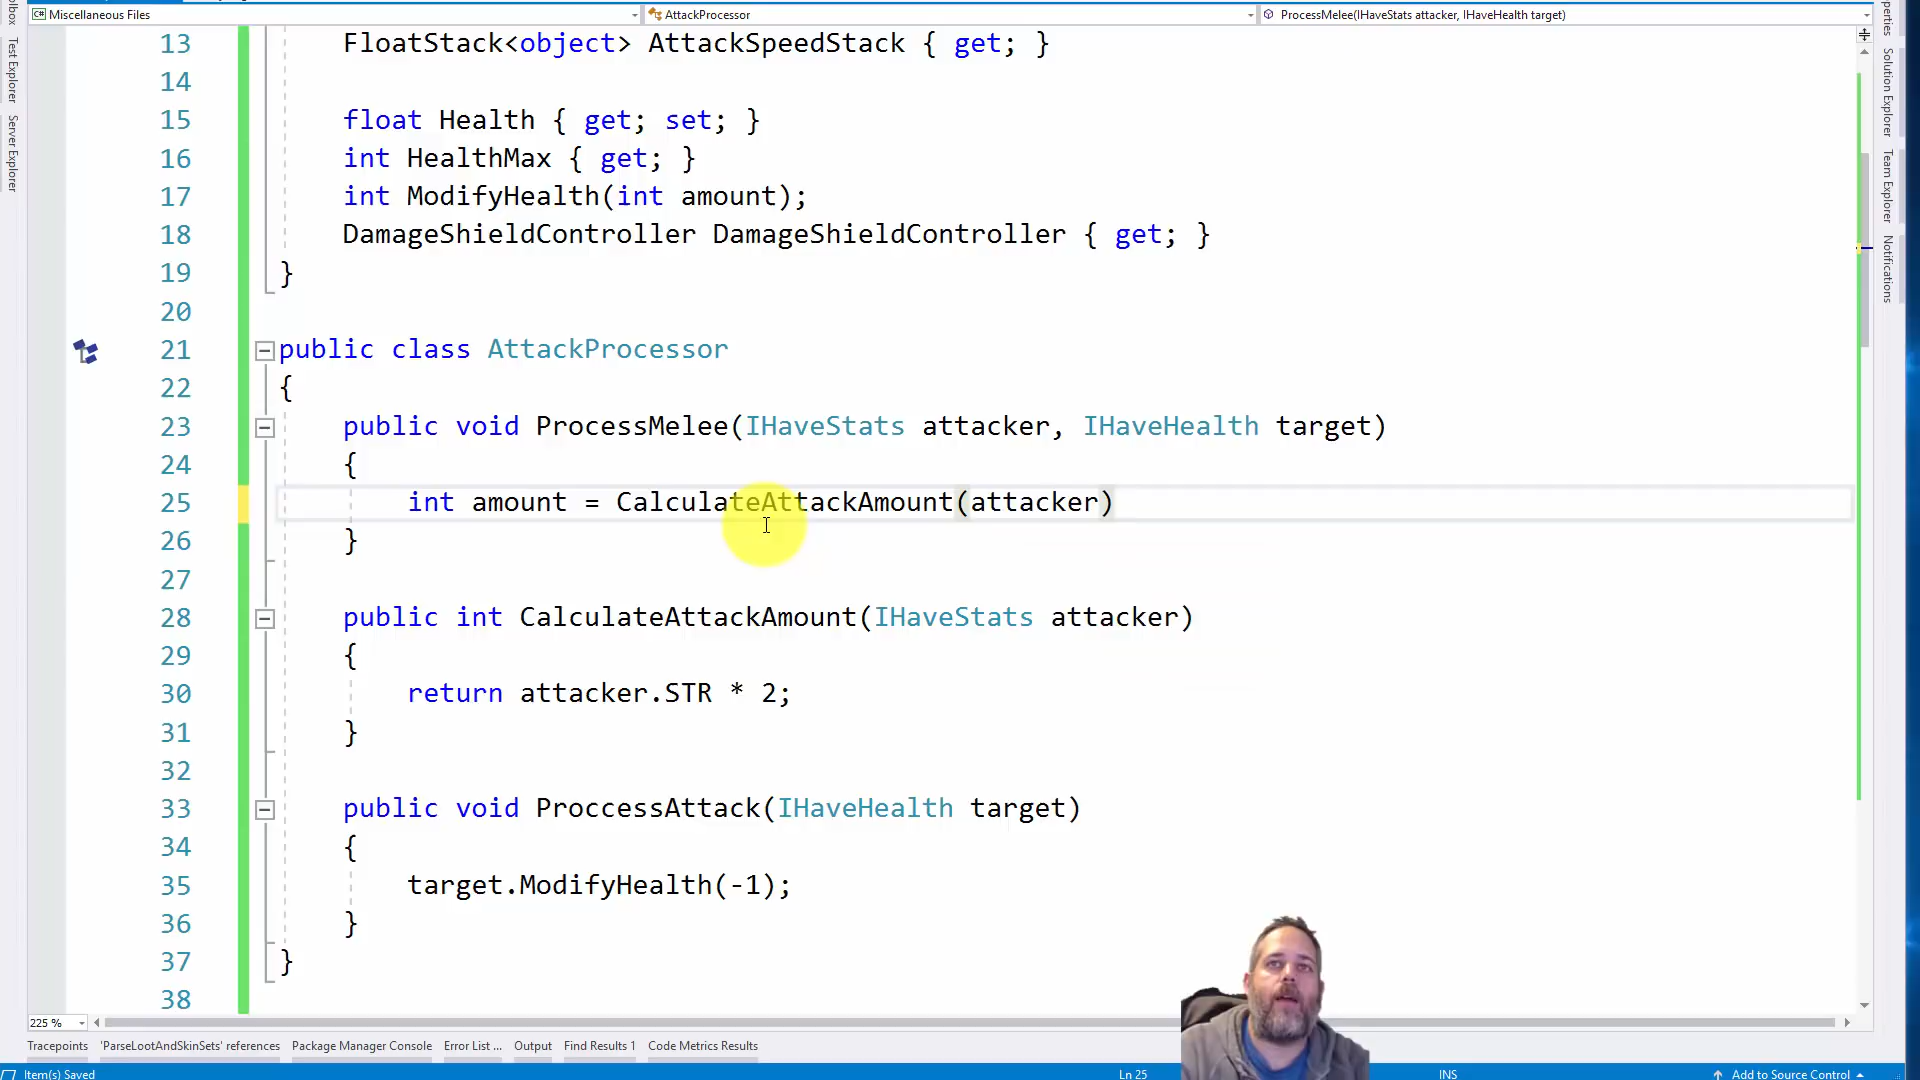 Miscellaneous Files
AttackProcessor
ProcessMelee(IHaveStats attacker, IHaveHealth target)
13 FloatStack<object> AttackSpeedStack { get; }
14
15 float Health { get; set; }
16 int HealthMax { get; }
17 int ModifyHealth(int amount);
18 DamageShieldController DamageShieldController { get; }
19 }
20
21 public class AttackProcessor
22 {
23 public void ProcessMelee(IHaveStats attacker, IHaveHealth target)
24 {
25 int amount = CalculateAttackAmount(attacker)
26 }
27
28 public int CalculateAttackAmount(IHaveStats attacker)
29 {
30 return attacker.STR * 2;
31 }
32
33 public void ProccessAttack(IHaveHealth target)
34 {
35 target.ModifyHealth(-1);
36 }
37 }
38
Test Explorer
Server Explorer
Solution Explorer
Team Explorer
Notifications
225 %
Tracepoints 'ParseLootAndSkinSets' references Package Manager Console Error List ... Output Find Results 1 Code Metrics Results
Item(s) Saved Ln 25 INS Add to Source Control